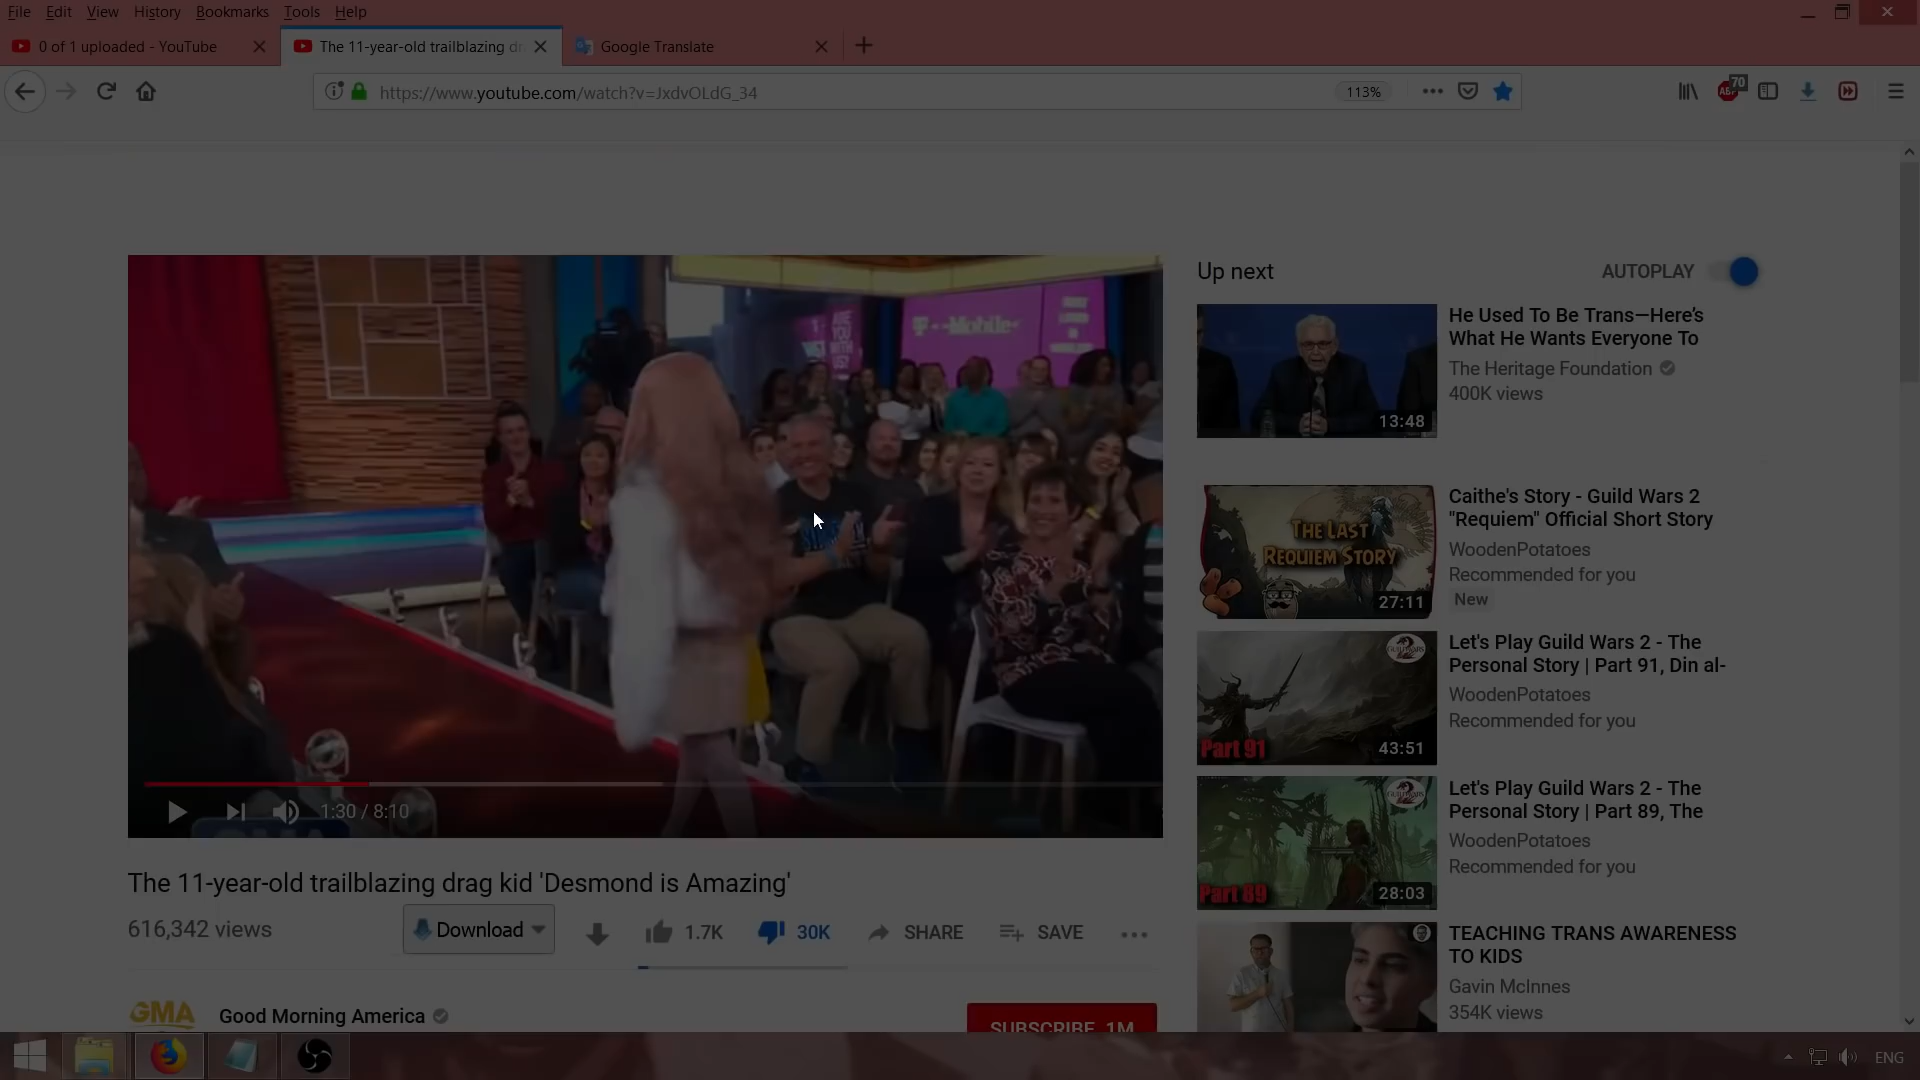 File Edit View History Bookmarks Tools Help
0 of 1 uploaded - YouTube
The 11-year-old trailblazing dr
Google Translate
https://www.youtube.com/watch?v=JxdvOLdG_34
113%
70
ABP
T-Mobile
ARE
YOU
WITH
US?
1:30 / 8:10
The 11-year-old trailblazing drag kid 'Desmond is Amazing'
616,342 views
Download
1.7K
30K
SHARE
SAVE
GMA
Good Morning America
SUBSCRIBE 1M
Up next
AUTOPLAY
He Used To Be Trans—Here's
What He Wants Everyone To
The Heritage Foundation
400K views
13:48
Caithe's Story - Guild Wars 2
"Requiem" Official Short Story
WoodenPotatoes
Recommended for you
New
THE LAST
REQUIEM STORY
27:11
Let's Play Guild Wars 2 - The
Personal Story | Part 91, Din al-
WoodenPotatoes
Recommended for you
Part 91
43:51
Let's Play Guild Wars 2 - The
Personal Story | Part 89, The
WoodenPotatoes
Recommended for you
Part 89
28:03
TEACHING TRANS AWARENESS
TO KIDS
Gavin McInnes
354K views
ENG